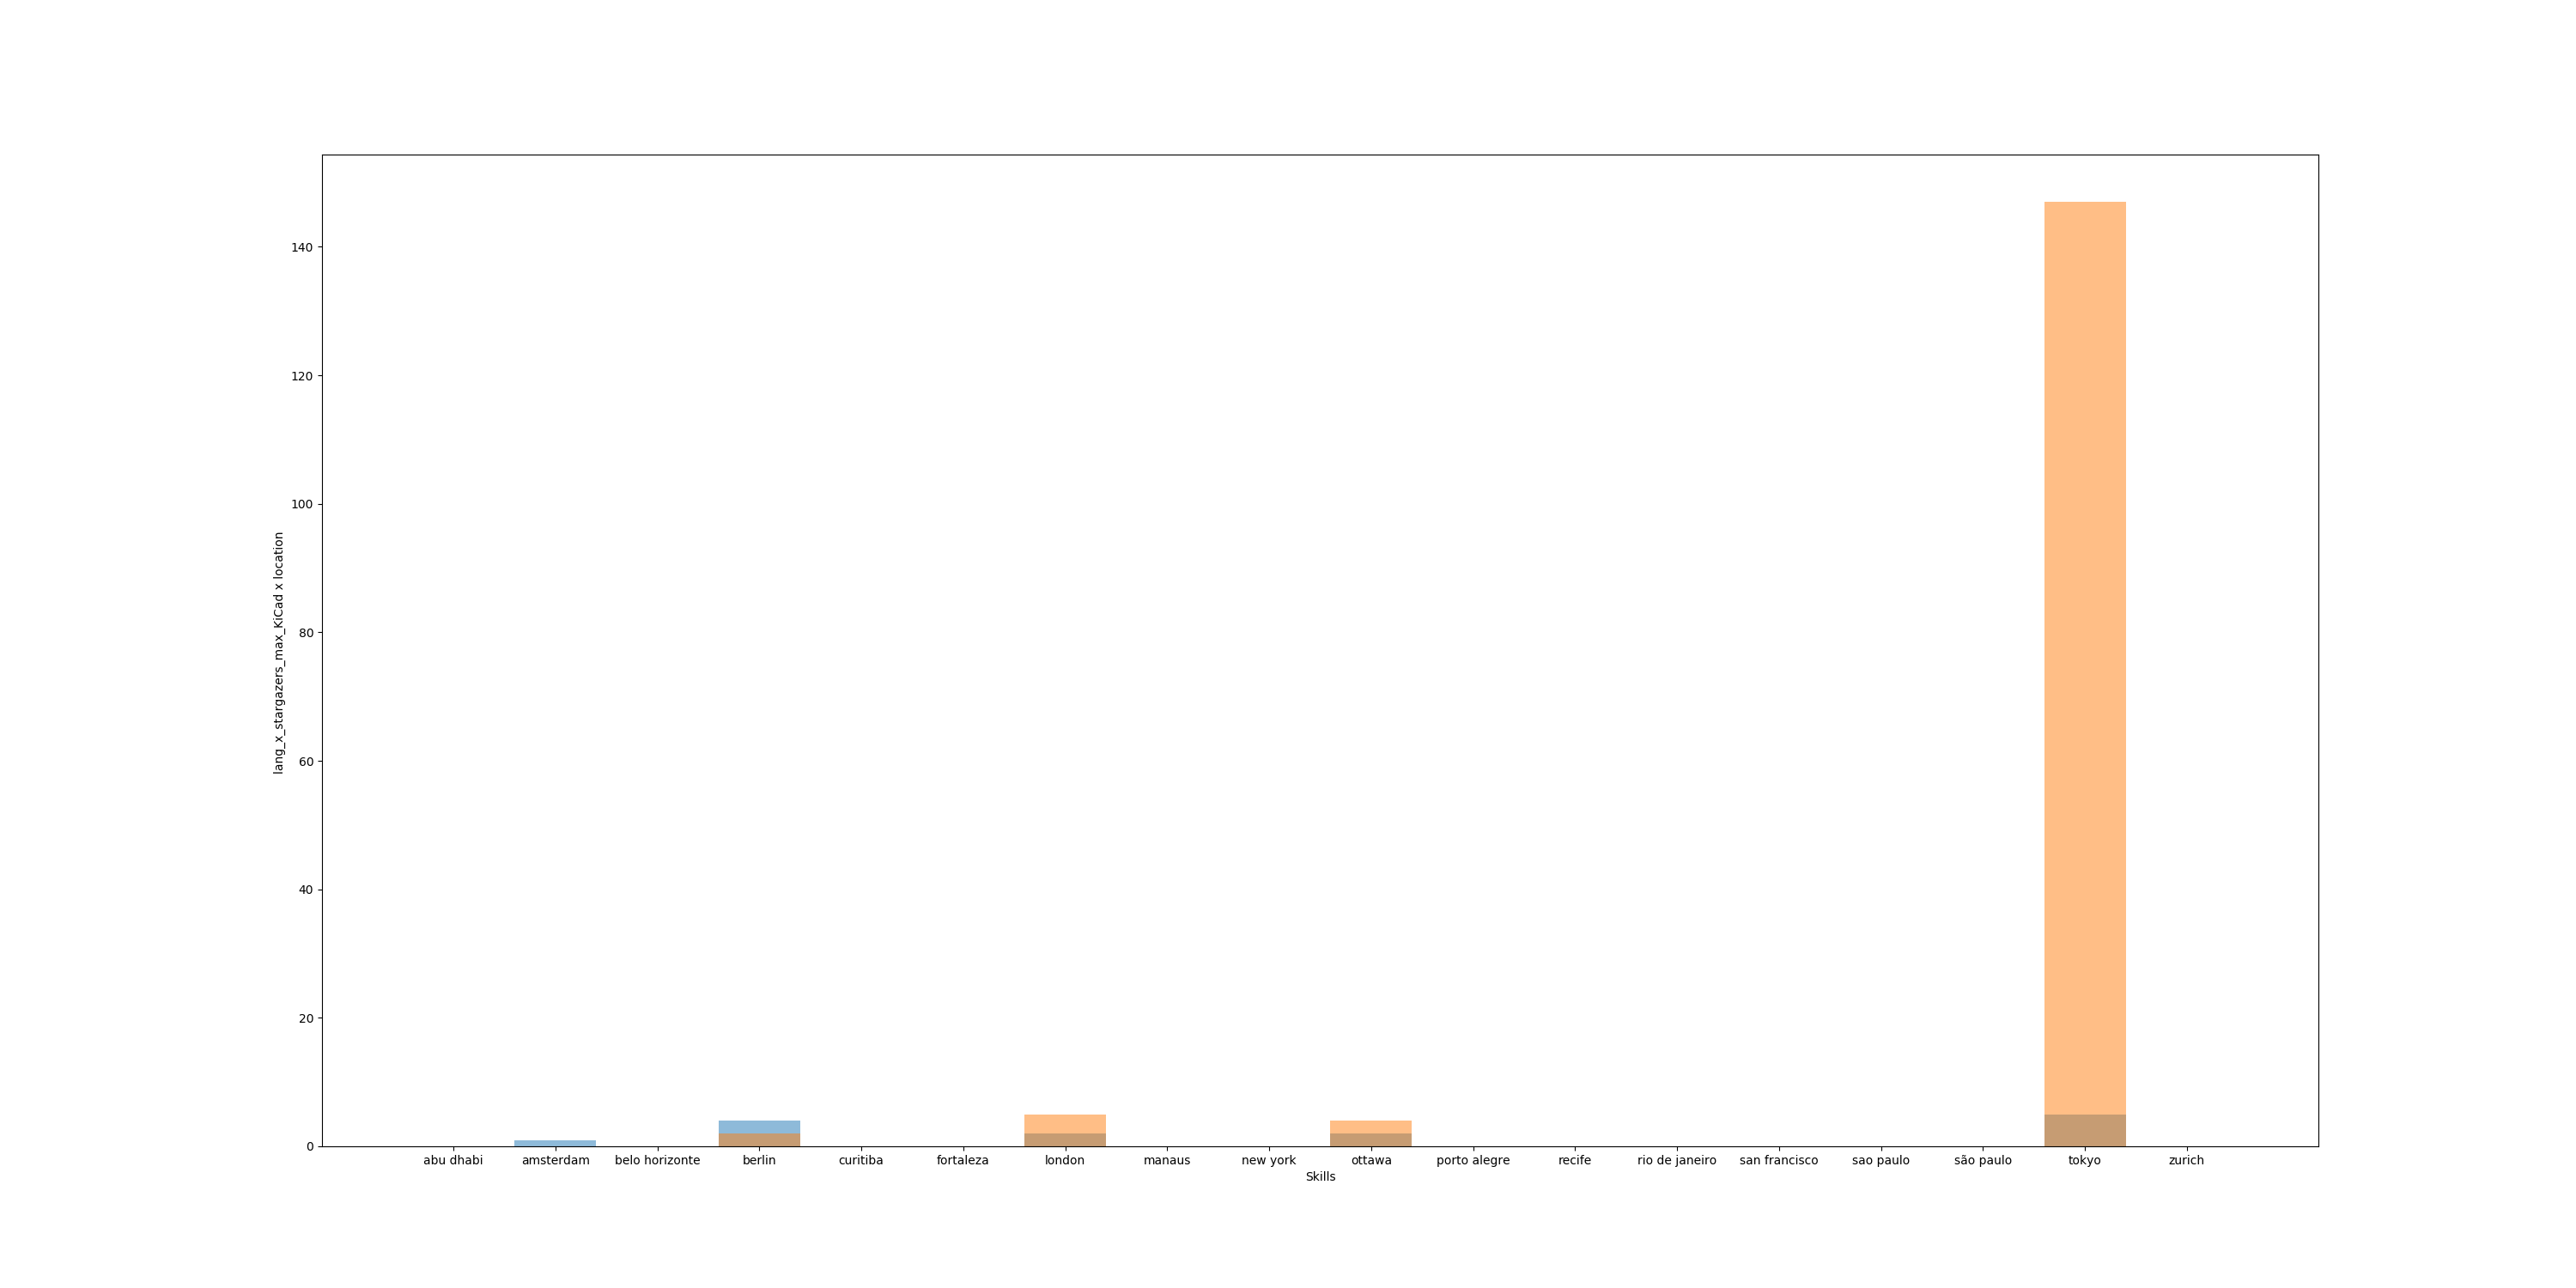 140
120
100
80
60
40
20
0
lang_x_stargazers_max_KiCad x location
abu dhabi amsterdam belo horizonte berlin curitiba fortaleza london manaus new york ottawa porto alegre recife rio de janeiro san francisco sao paulo são paulo tokyo zurich
Skills